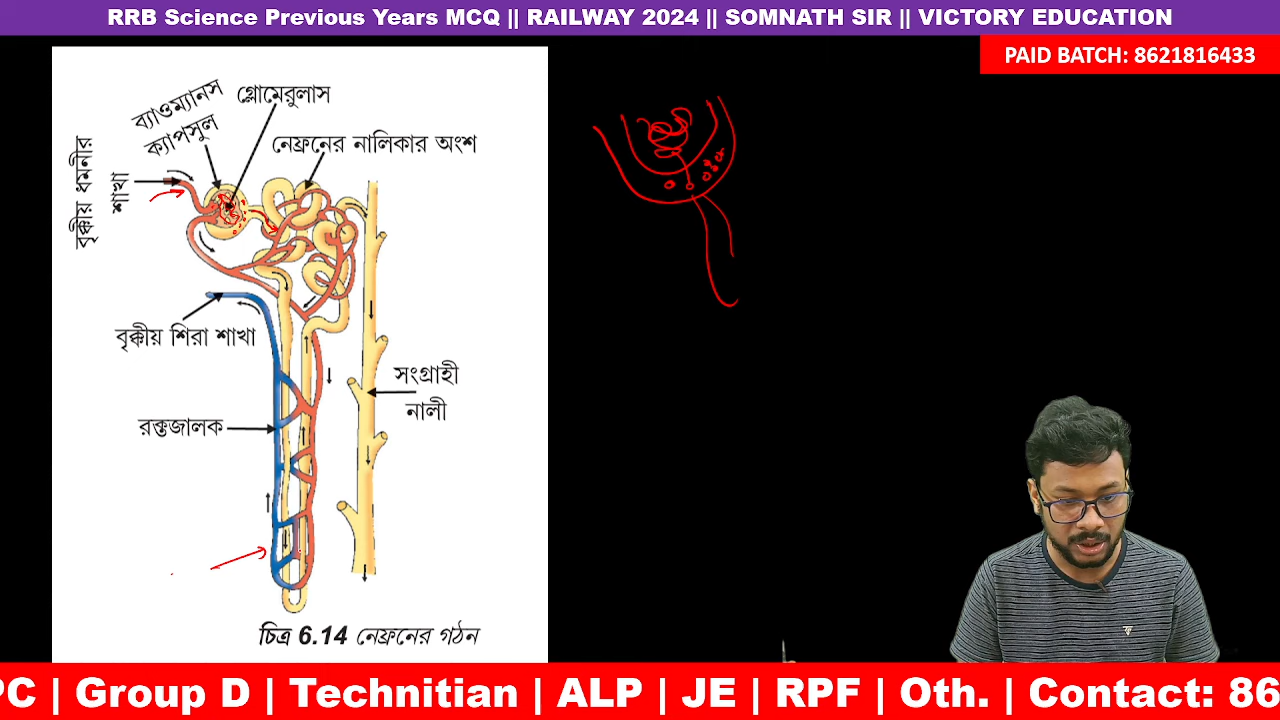 RRB Science Previous Years MCQ || RAILWAY 2024 || SOMNATH SIR || VICTORY EDUCATION
PAID BATCH: 8621816433
ব্যাওম্যানস
ক্যাপসুল
গ্লোমেরুলাস
নেফ্রনের নালিকার অংশ
বৃক্কীয় ধমনীর
শাখা
বৃক্কীয় শিরা শাখা
সংগ্রাহী
নালী
রক্তজালক
চিত্র 6.14 নেফ্রনের গঠন
PC | Group D | Technitian | ALP | JE | RPF | Oth. | Contact: 86